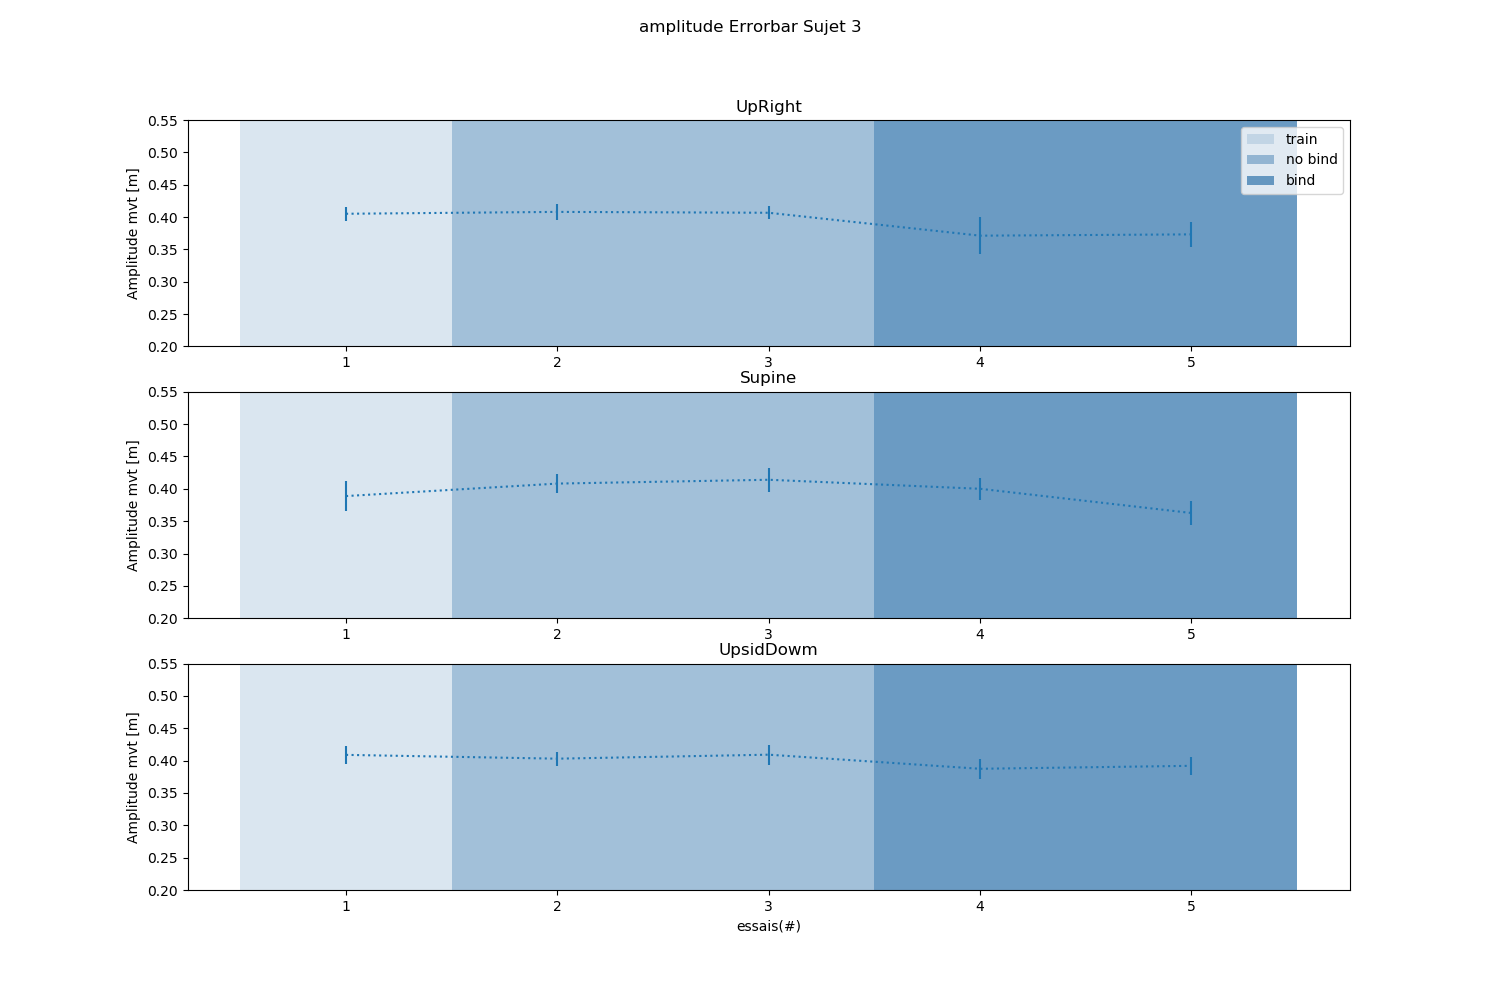 amplitude Errorbar Sujet 3
UpRight
Amplitude mvt [m]
0.55
0.50
0.45
0.40
0.35
0.30
0.25
0.20
train
no bind
bind
1 2 3 4 5
Supine
Amplitude mvt [m]
0.55
0.50
0.45
0.40
0.35
0.30
0.25
0.20
1 2 3 4 5
UpsidDowm
Amplitude mvt [m]
0.55
0.50
0.45
0.40
0.35
0.30
0.25
0.20
1 2 3 4 5
essais(#)